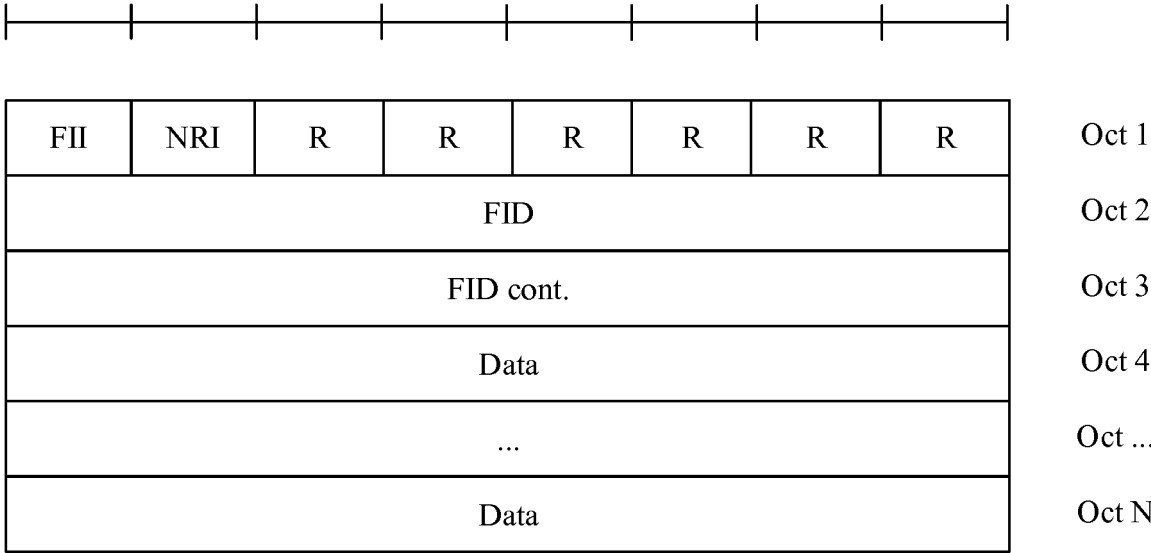 FII NRI R R R R R R Oct 1
FID Oct 2
FID cont. Oct 3
Data Oct 4
... Oct ...
Data Oct N